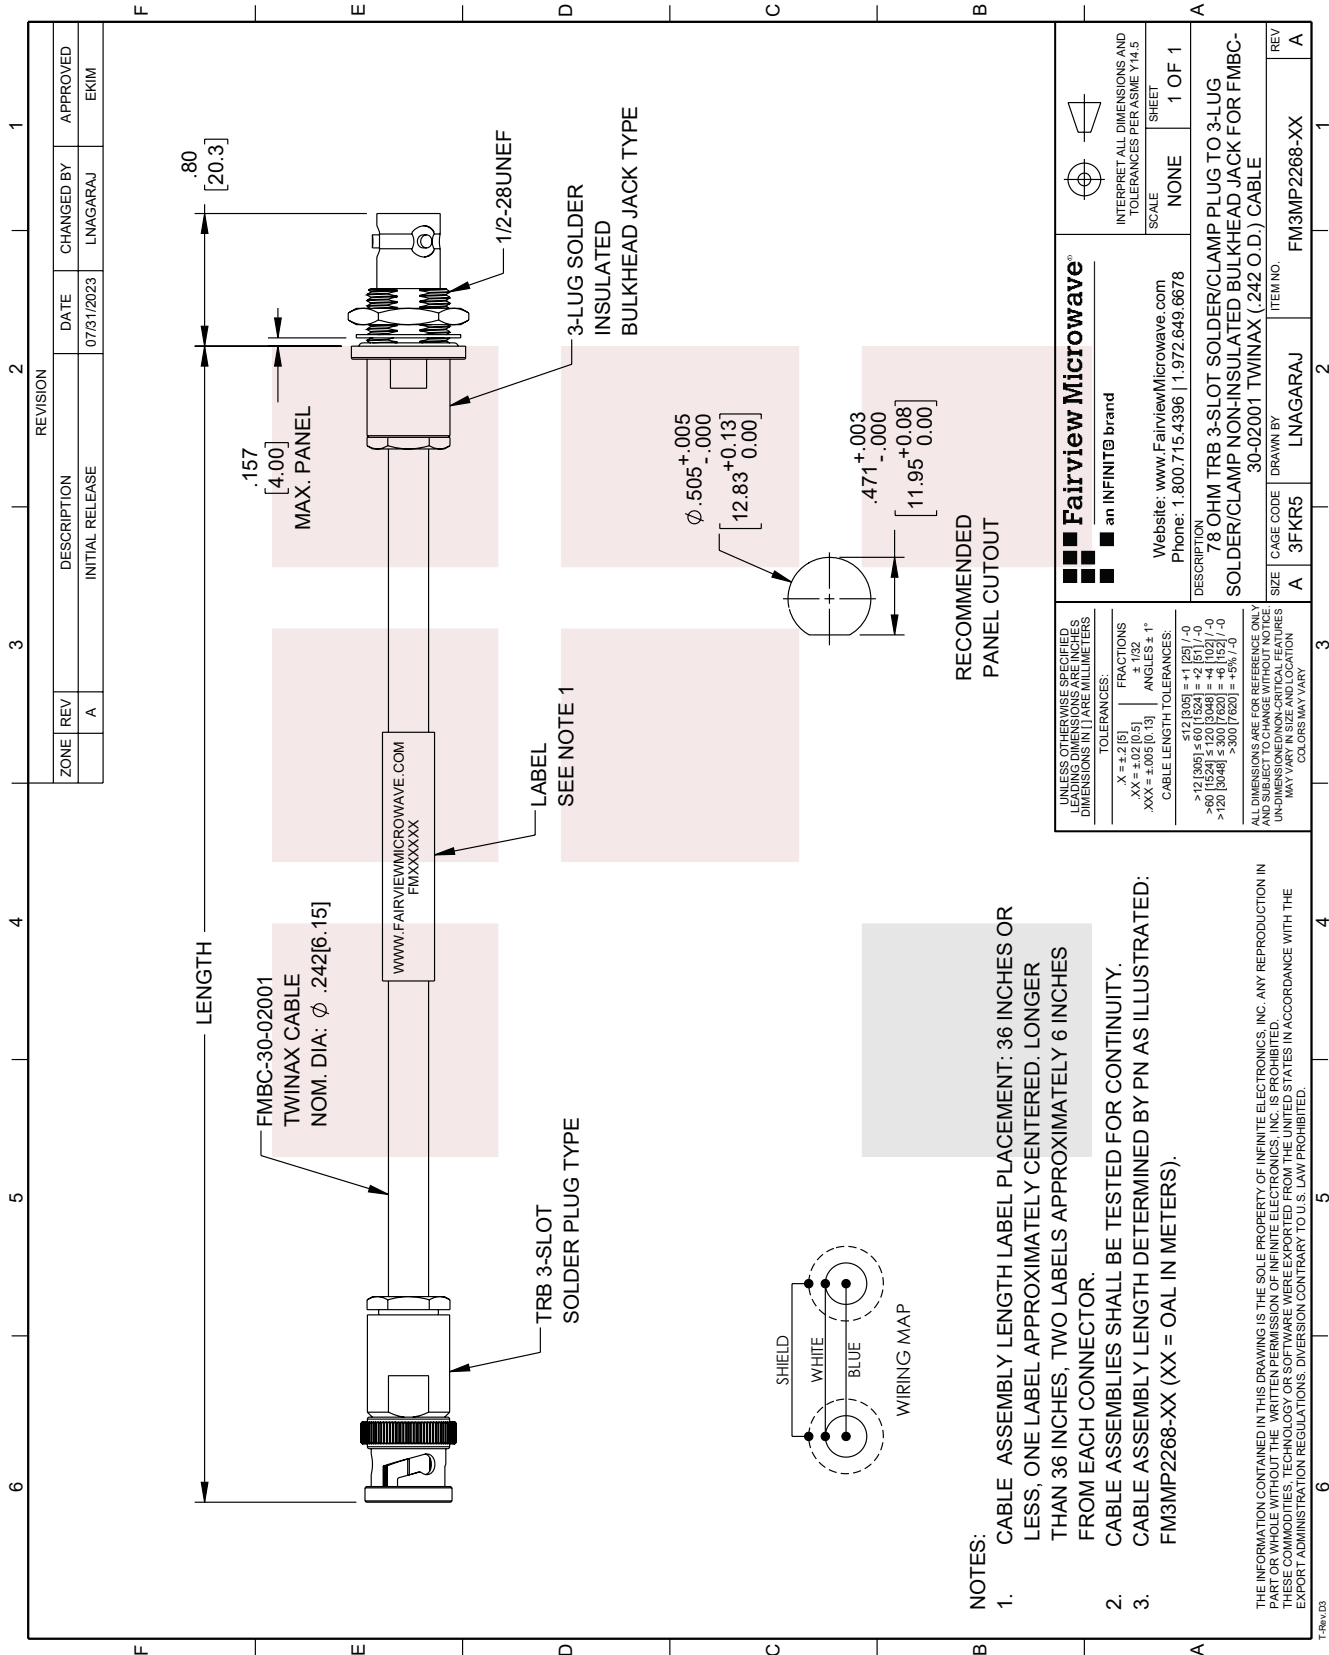 REVISION
ZONE REV DESCRIPTION DATE CHANGED BY APPROVED
A INITIAL RELEASE 07/31/2023 LNAGARAJ EKIM
6 5 4 3 2 1
F
E
D
C
B
A
LENGTH
.80
[20.3]
.157
[4.00]
MAX. PANEL
FMBC-30-02001
TWINAX CABLE
NOM. DIA: Ø .242[6.15]
WWW.FAIRVIEWMICROWAVE.COM
FMXXXXXX
1/2-28UNEF
3-LUG SOLDER
INSULATED
BULKHEAD JACK TYPE
LABEL
SEE NOTE 1
TRB 3-SLOT
SOLDER PLUG TYPE
Ø.505 +.005 -.000
[12.83 +0.13 0.00]
.471 +.003 -.000
[11.95 +0.08 0.00]
RECOMMENDED
PANEL CUTOUT
SHIELD
WHITE
BLUE
WIRING MAP
NOTES:
1. CABLE ASSEMBLY LENGTH LABEL PLACEMENT: 36 INCHES OR
LESS, ONE LABEL APPROXIMATELY CENTERED. LONGER
THAN 36 INCHES, TWO LABELS APPROXIMATELY 6 INCHES
FROM EACH CONNECTOR.
2. CABLE ASSEMBLIES SHALL BE TESTED FOR CONTINUITY.
3. CABLE ASSEMBLY LENGTH DETERMINED BY PN AS ILLUSTRATED:
FM3MP2268-XX (XX = OAL IN METERS).
THE INFORMATION CONTAINED IN THIS DRAWING IS THE SOLE PROPERTY OF INFINITE ELECTRONICS, INC. ANY REPRODUCTION IN
PART OR WHOLE WITHOUT THE WRITTEN PERMISSION OF INFINITE ELECTRONICS, INC. IS PROHIBITED.
THESE COMMODITIES, TECHNOLOGY OR SOFTWARE WERE EXPORTED FROM THE UNITED STATES IN ACCORDANCE WITH THE
EXPORT ADMINISTRATION REGULATIONS. DIVERSION CONTRARY TO U.S. LAW PROHIBITED.
UNLESS OTHERWISE SPECIFIED
LEADING DIMENSIONS ARE INCHES
DIMENSIONS IN [ ] ARE MILLIMETERS
TOLERANCES:
.X = ±.2 [5] FRACTIONS
.XX = ±.02 [0.5] ± 1/32
.XXX = ±.005 [0.13] ANGLES ± 1°
CABLE LENGTH TOLERANCES:
≤12 [305] = +1 [25] / -0
>12 [305] ≤ 60 [1524] = +2 [51] / -0
>60 [1524] ≤ 120 [3048] = +4 [102] / -0
>120 [3048] ≤ 300 [7620] = +6 [152] / -0
>300 [7620] = +5% / -0
ALL DIMENSIONS ARE FOR REFERENCE ONLY
AND SUBJECT TO CHANGE WITHOUT NOTICE.
UN-DIMENSIONED/NON-CRITICAL FEATURES
MAY VARY IN SIZE AND LOCATION
COLORS MAY VARY
Fairview Microwave®
an INFINITE brand
Website: www.FairviewMicrowave.com
Phone: 1.800.715.4396 | 1.972.649.6678
INTERPRET ALL DIMENSIONS AND
TOLERANCES PER ASME Y14.5
SCALE NONE
SHEET 1 OF 1
DESCRIPTION
78 OHM TRB 3-SLOT SOLDER/CLAMP PLUG TO 3-LUG
SOLDER/CLAMP NON-INSULATED BULKHEAD JACK FOR FMBC-
30-02001 TWINAX (.242 O.D.) CABLE
SIZE A
CAGE CODE 3FKR5
DRAWN BY LNAGARAJ
ITEM NO. FM3MP2268-XX
REV A
6 5 4 3 2 1
F
E
D
C
B
A
T-Rev.D3